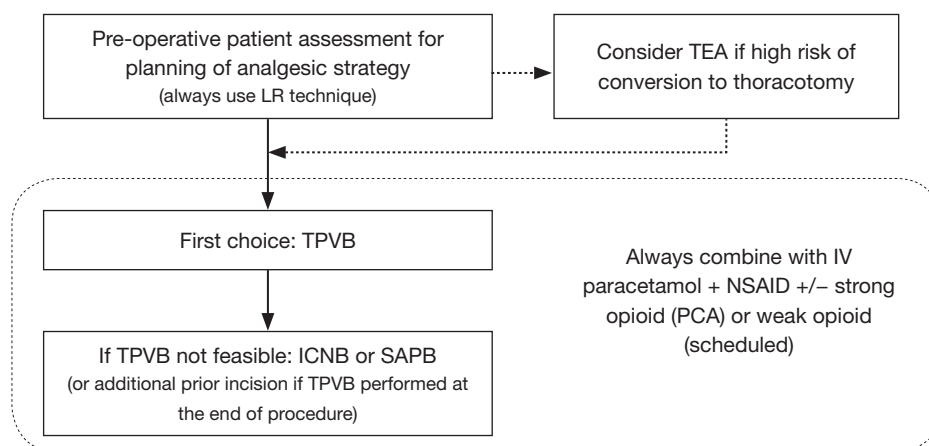 Pre-operative patient assessment for
planning of analgesic strategy
(always use LR technique)
Consider TEA if high risk of
conversion to thoracotomy
First choice: TPVB
If TPVB not feasible: ICNB or SAPB
(or additional prior incision if TPVB performed at
the end of procedure)
Always combine with IV
paracetamol + NSAID +/− strong
opioid (PCA) or weak opioid
(scheduled)